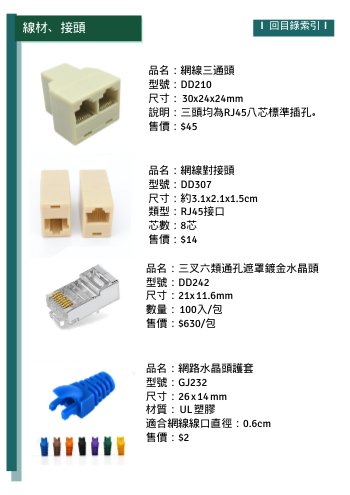 線材、接頭
I 回目錄索引 I
品名：網線三通頭
型號：DD210
尺寸： 30x24x24mm
說明：三頭均為RJ45八芯標準插孔。
售價：$45
品名：網線對接頭
型號：DD307
尺寸：約3.1x2.1x1.5cm
類型：RJ45接口
芯數：8芯
售價：$14
品名：三叉六類通孔遮罩鍍金水晶頭
型號：DD242
尺寸：21x11.6mm
數量： 100入/包
售價：$630/包
品名：網路水晶頭護套
型號：GJ232
尺寸：26x14mm
材質： UL塑膠
適合網線線口直徑：0.6cm
售價：$2